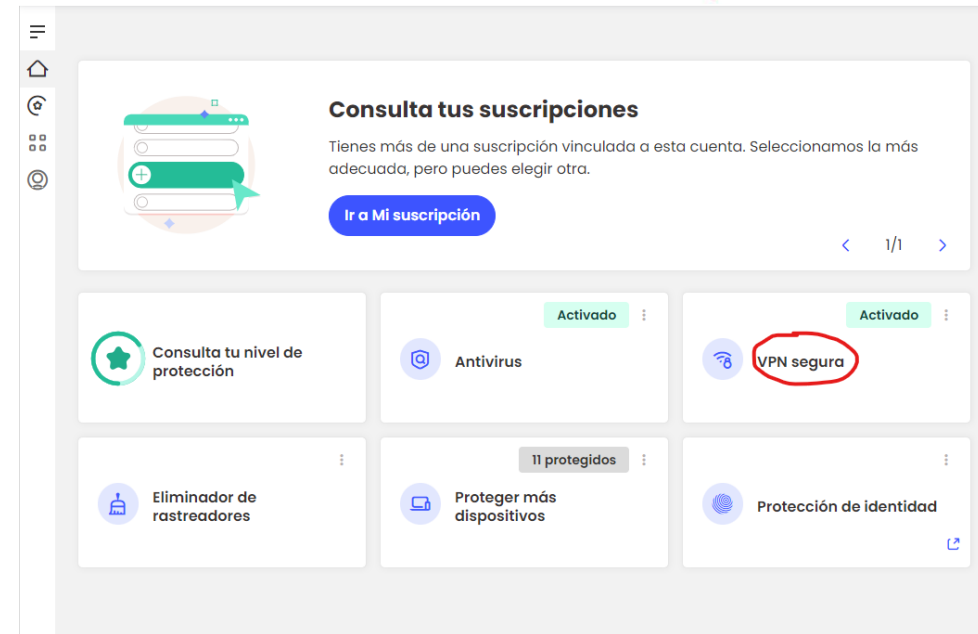 Consulta tus suscripciones
Tienes más de una suscripción vinculada a esta cuenta. Seleccionamos la más
adecuada, pero puedes elegir otra.
Ir a Mi suscripción
1/1
Consulta tu nivel de
protección
Activado
Antivirus
Activado
VPN segura
Eliminador de
rastreadores
11 protegidos
Proteger más
dispositivos
Protección de identidad